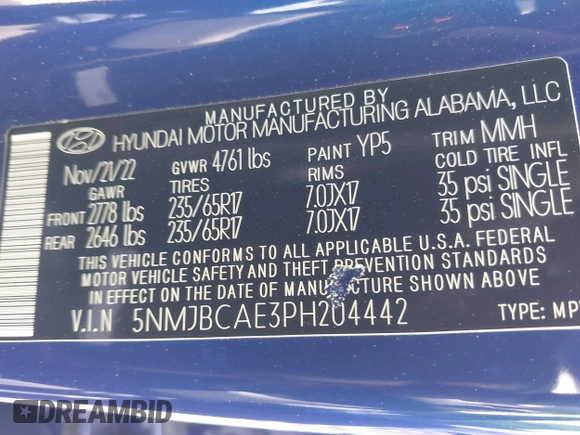 MANUFACTURED BY
HYUNDAI MOTOR MANUFACTURING ALABAMA, LLC
Nov/21/22 GVWR 4761 lbs PAINT YP5 TRIM MMH
GAWR TIRES RIMS COLD TIRE INFL
FRONT 2778 lbs 235/65R17 7.0JX17 35 psi SINGLE
REAR 2646 lbs 235/65R17 7.0JX17 35 psi SINGLE
THIS VEHICLE CONFORMS TO ALL APPLICABLE U.S.A. FEDERAL
MOTOR VEHICLE SAFETY AND THEFT PREVENTION STANDARDS
IN EFFECT ON THE DATE OF MANUFACTURE SHOWN ABOVE
V.I.N 5NMJBCAE3PH204442 TYPE: MP
DREAMBID